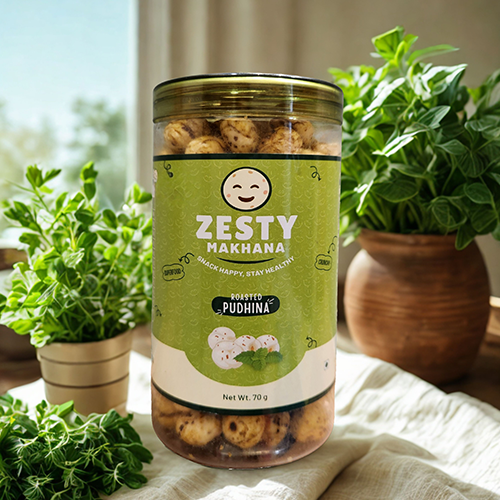 ZESTY
MAKHANA
SNACK HAPPY, STAY HEALTHY
SUPERFOOD
CRUNCHY
ROASTED
PUDHINA
Net Wt. 70 g